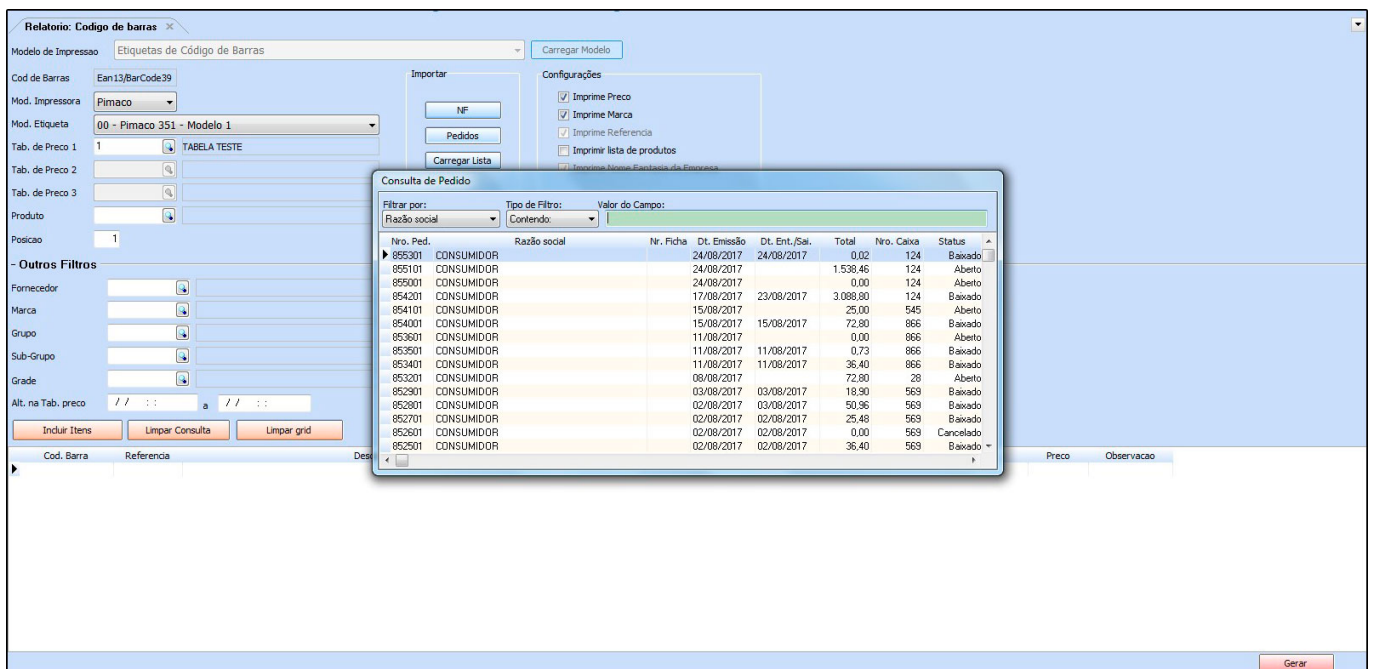 Relatorio: Codigo de barras
Modelo de Impressao Etiquetas de Código de Barras Carregar Modelo
Cod de Barras Ean13/BarCode39 Importar Configurações
Mod. Impressora Pimaco NF Imprime Preco
Mod. Etiqueta 00 - Pimaco 351 - Modelo 1 Imprime Marca
Tab. de Preco 1 1 TABELA TESTE Pedidos Imprime Referencia
Carregar Lista Imprimir lista de produtos
Tab. de Preco 2 Imprime Nome Fantasia da Empresa
Tab. de Preco 3
Produto
Posicao 1
- Outros Filtros
Fornecedor
Marca
Grupo
Sub-Grupo
Grade
Alt. na Tab. preco / / : : a / / : :
Incluir Itens Limpar Consulta Limpar grid
Consulta de Pedido
Filtrar por: Tipo de Filtro: Valor do Campo:
Razão social Contendo:
Nro. Ped. Razão social Nr. Ficha Dt. Emissão Dt. Ent./Sai. Total Nro. Caixa Status
855301 CONSUMIDOR 24/08/2017 24/08/2017 0,02 124 Baixado
855101 CONSUMIDOR 24/08/2017 1.538,46 124 Aberto
855001 CONSUMIDOR 24/08/2017 0,00 124 Aberto
854201 CONSUMIDOR 17/08/2017 23/08/2017 3.088,80 124 Baixado
854101 CONSUMIDOR 15/08/2017 25,00 545 Aberto
854001 CONSUMIDOR 15/08/2017 15/08/2017 72,80 866 Baixado
853601 CONSUMIDOR 11/08/2017 0,00 866 Aberto
853501 CONSUMIDOR 11/08/2017 11/08/2017 0,73 866 Baixado
853401 CONSUMIDOR 11/08/2017 11/08/2017 36,40 866 Baixado
853201 CONSUMIDOR 08/08/2017 72,80 28 Aberto
852901 CONSUMIDOR 03/08/2017 03/08/2017 18,90 569 Baixado
852801 CONSUMIDOR 02/08/2017 03/08/2017 50,96 569 Baixado
852701 CONSUMIDOR 02/08/2017 02/08/2017 25,48 569 Baixado
852601 CONSUMIDOR 02/08/2017 02/08/2017 0,00 569 Cancelado
852501 CONSUMIDOR 02/08/2017 02/08/2017 36,40 569 Baixado
Cod. Barra Referencia Desc Preco Observacao
Gerar